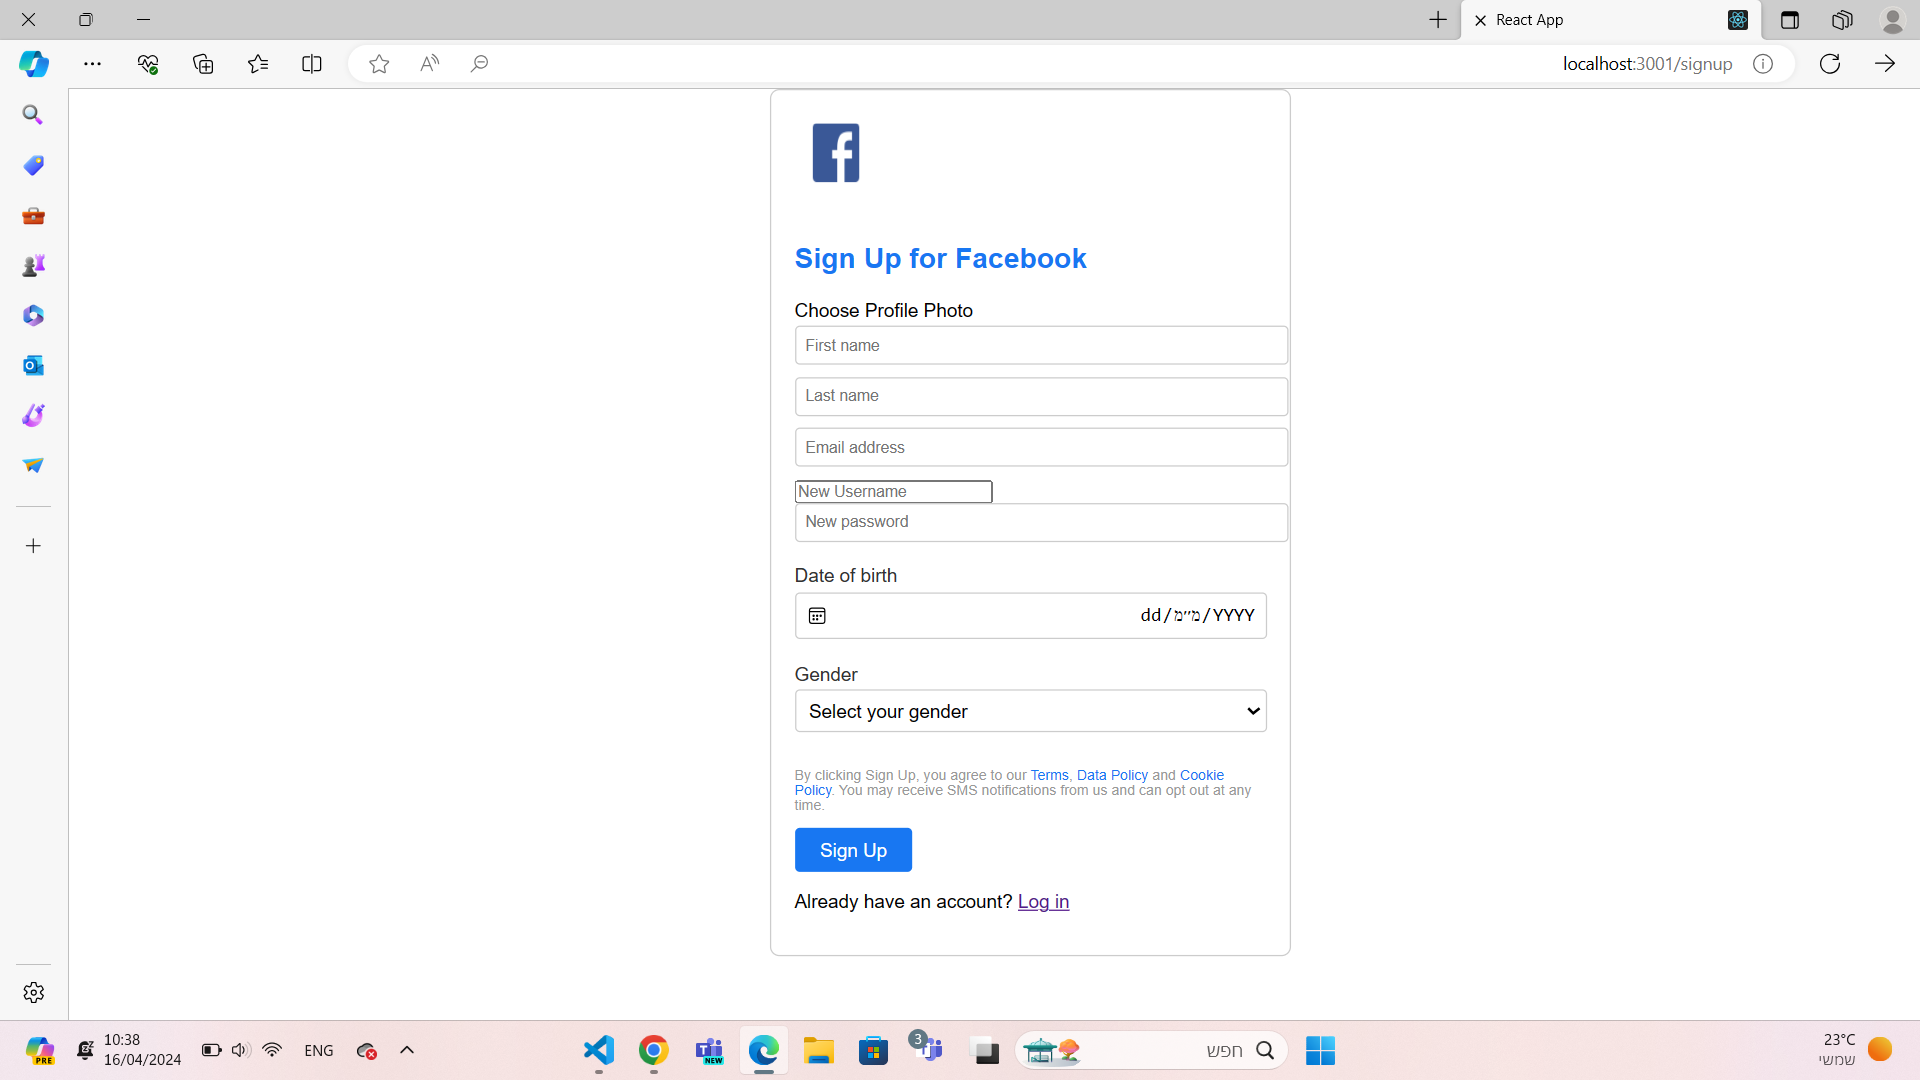 React App
localhost:3001/signup
Sign Up for Facebook
Choose Profile Photo
First name
Last name
Email address
New Username
New password
Date of birth
dd/מ״מ/YYYY
Gender
Select your gender
By clicking Sign Up, you agree to our Terms, Data Policy and Cookie
Policy. You may receive SMS notifications from us and can opt out at any
time.
Sign Up
Already have an account? Log in
PRE
10:38
16/04/2024
ENG
NEW
3
חפש
23°C
שמשי